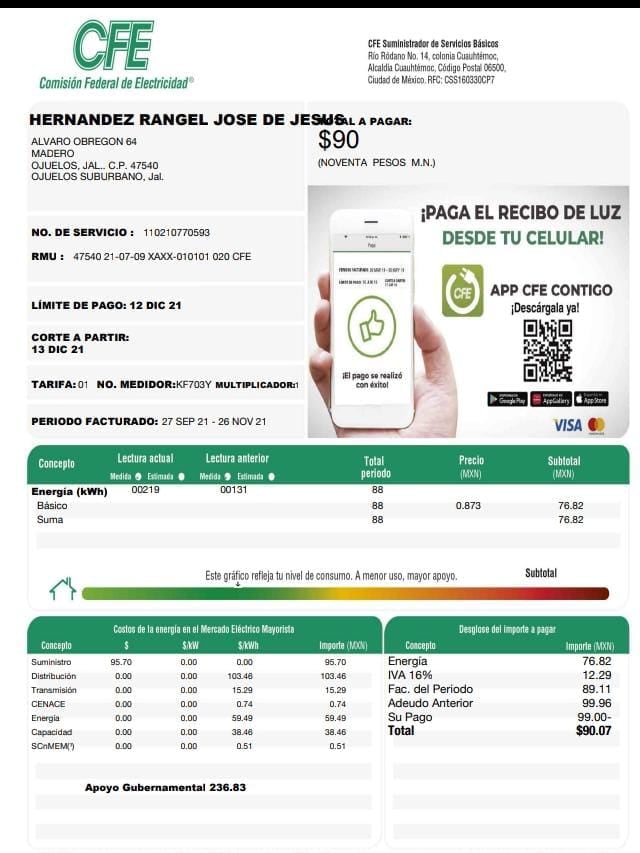 CFE
Comisión Federal de Electricidad®
CFE Suministrador de Servicios Básicos
Río Ródano No. 14, colonia Cuauhtémoc,
Alcaldía Cuauhtémoc, Código Postal 06500,
Ciudad de México. RFC: CSS160330CP7
HERNANDEZ RANGEL JOSE DE JESUS
ALVARO OBREGON 64
MADERO
OJUELOS, JAL.. C.P. 47540
OJUELOS SUBURBANO, Jal.
TOTAL A PAGAR:
$90
(NOVENTA PESOS M.N.)
NO. DE SERVICIO : 110210770593
RMU : 47540 21-07-09 XAXX-010101 020 CFE
LÍMITE DE PAGO: 12 DIC 21
CORTE A PARTIR:
13 DIC 21
TARIFA: 01 NO. MEDIDOR:KF703Y MULTIPLICADOR:1
PERIODO FACTURADO: 27 SEP 21 - 26 NOV 21
¡El pago se realizó
con éxito!
¡PAGA EL RECIBO DE LUZ
DESDE TU CELULAR!
CFE
APP CFE CONTIGO
¡Descárgala ya!
Google Play
AppGallery
App Store
VISA
Concepto Lectura actual Lectura anterior Total periodo Precio (MXN) Subtotal (MXN)
Medida Estimada Medida Estimada
Energía (kWh) 00219 00131 88
Básico 88 0.873 76.82
Suma 88 76.82
Este gráfico refleja tu nivel de consumo. A menor uso, mayor apoyo.
Subtotal
Costos de la energía en el Mercado Eléctrico Mayorista
Concepto $ $/kW $/kWh Importe (MXN)
Suministro 95.70 0.00 0.00 95.70
Distribución 0.00 0.00 103.46 103.46
Transmisión 0.00 0.00 15.29 15.29
CENACE 0.00 0.00 0.74 0.74
Energía 0.00 0.00 59.49 59.49
Capacidad 0.00 0.00 38.46 38.46
SCnMEM(¹) 0.00 0.00 0.51 0.51
Apoyo Gubernamental 236.83
Desglose del importe a pagar
Concepto Importe (MXN)
Energía 76.82
IVA 16% 12.29
Fac. del Periodo 89.11
Adeudo Anterior 99.96
Su Pago 99.00-
Total $90.07